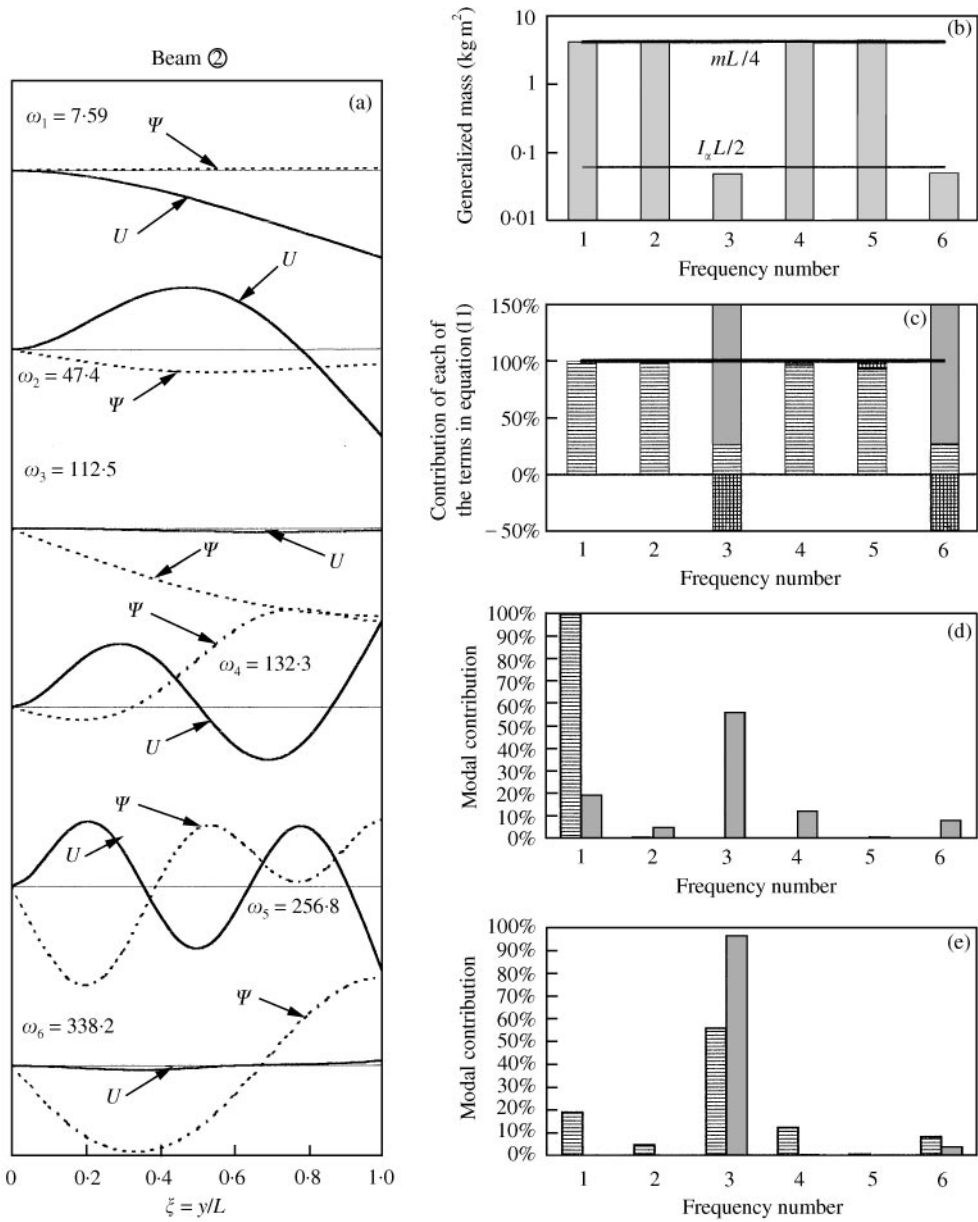 Beam ②
(a)
ω₁ = 7·59
Ψ
U
U
ω₂ = 47·4
Ψ
ω₃ = 112·5
U
Ψ
Ψ
ω₄ = 132·3
U
Ψ
U
ω₅ = 256·8
Ψ
ω₆ = 338·2
U
0 0·2 0·4 0·6 0·8 1·0
ξ = y/L
(b)
Generalized mass (kg m²)
10
1
0·1
0·01
mL/4
I_αL/2
1 2 3 4 5 6
Frequency number
(c)
Contribution of each of
the terms in equation (11)
150%
100%
50%
0%
−50%
1 2 3 4 5 6
Frequency number
(d)
Modal contribution
100%
90%
80%
70%
60%
50%
40%
30%
20%
10%
0%
1 2 3 4 5 6
Frequency number
(e)
Modal contribution
100%
90%
80%
70%
60%
50%
40%
30%
20%
10%
0%
1 2 3 4 5 6
Frequency number